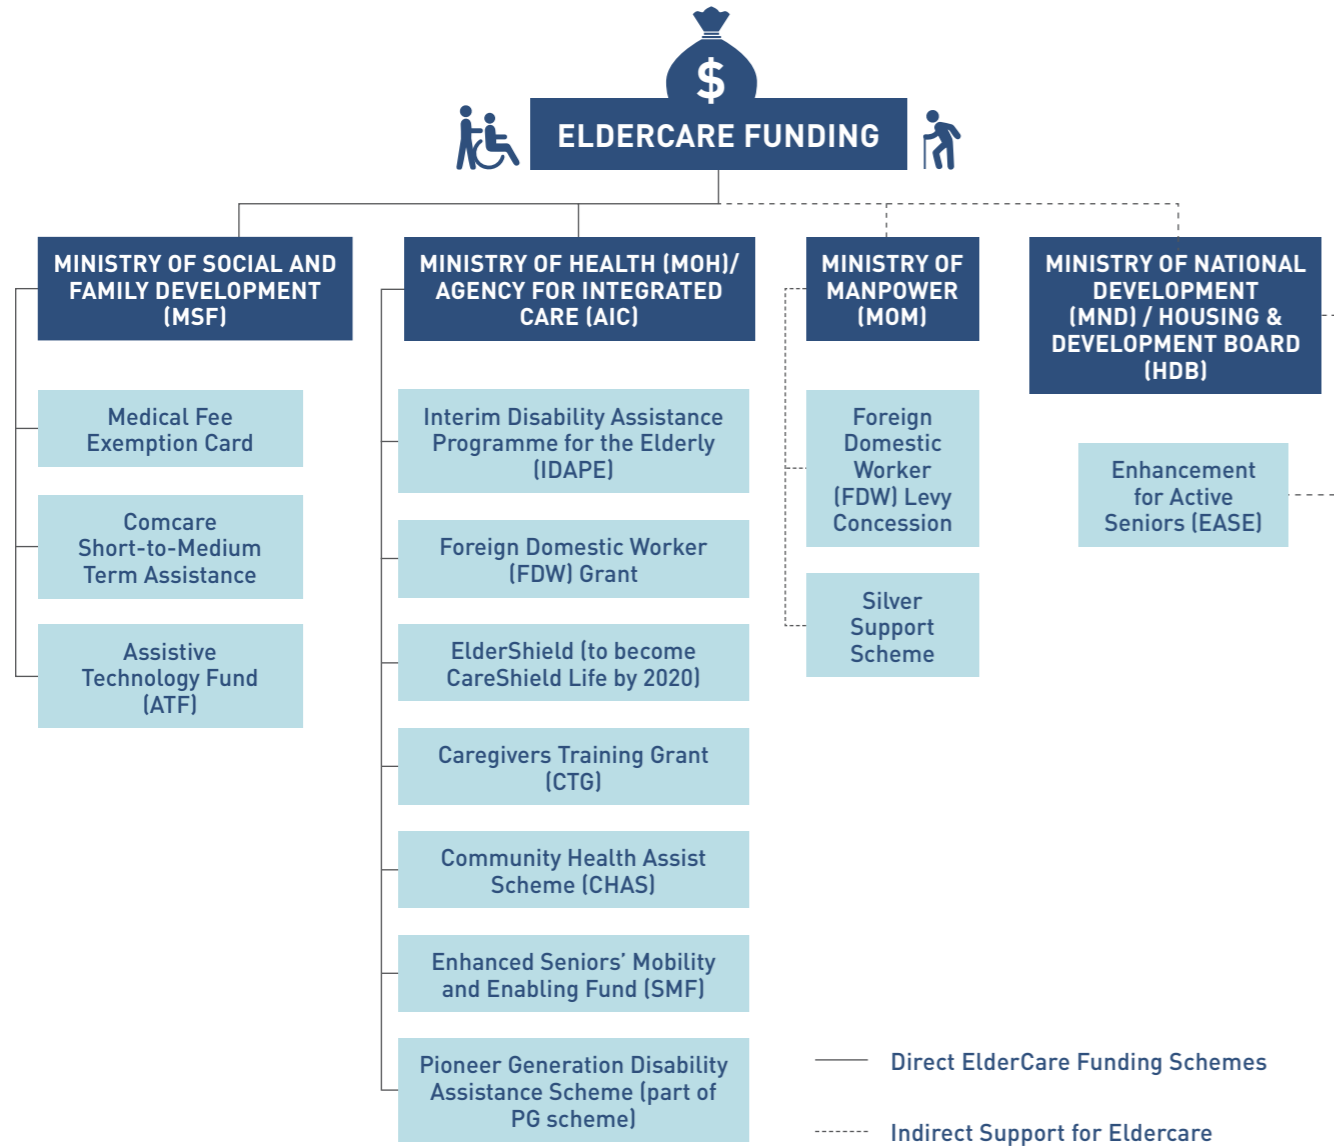 $
ELDERCARE FUNDING
MINISTRY OF SOCIAL AND
FAMILY DEVELOPMENT
(MSF)
Medical Fee
Exemption Card
Comcare
Short-to-Medium
Term Assistance
Assistive
Technology Fund
(ATF)
MINISTRY OF HEALTH (MOH)/
AGENCY FOR INTEGRATED
CARE (AIC)
Interim Disability Assistance
Programme for the Elderly
(IDAPE)
Foreign Domestic Worker
(FDW) Grant
ElderShield (to become
CareShield Life by 2020)
Caregivers Training Grant
(CTG)
Community Health Assist
Scheme (CHAS)
Enhanced Seniors’ Mobility
and Enabling Fund (SMF)
Pioneer Generation Disability
Assistance Scheme (part of
PG scheme)
MINISTRY OF
MANPOWER
(MOM)
Foreign
Domestic
Worker
(FDW) Levy
Concession
Silver
Support
Scheme
MINISTRY OF NATIONAL
DEVELOPMENT
(MND) / HOUSING &
DEVELOPMENT BOARD
(HDB)
Enhancement
for Active
Seniors (EASE)
Direct ElderCare Funding Schemes
Indirect Support for Eldercare